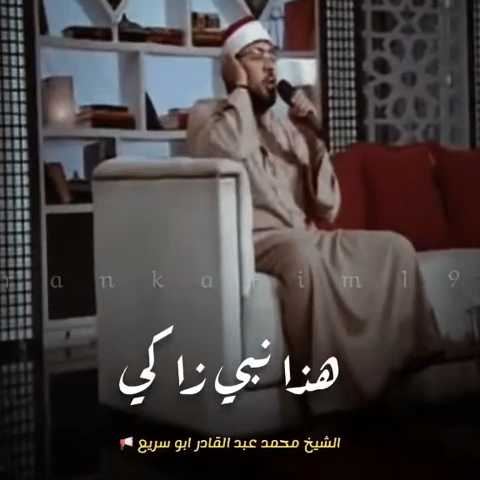 هذا نبي زاكي
الشيخ محمد عبد القادر ابو سريع